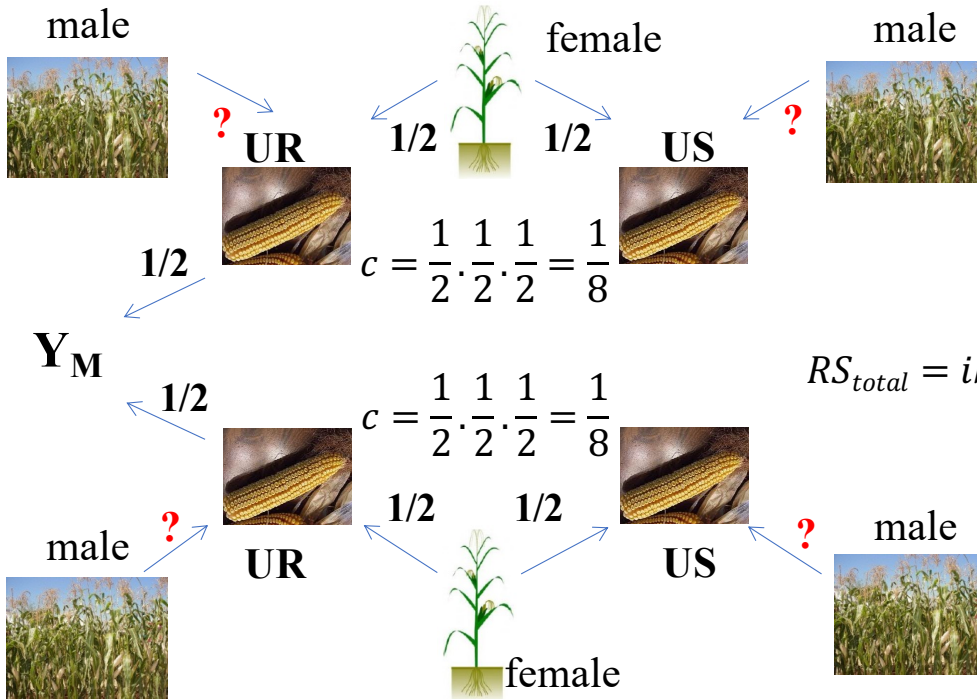 male
female
male
?
UR
1/2
1/2
US
?
1/2
c = 1/2 . 1/2 . 1/2 = 1/8
Y_M
RS_total =
1/2
c = 1/2 . 1/2 . 1/2 = 1/8
male
?
1/2
1/2
?
male
UR
US
female